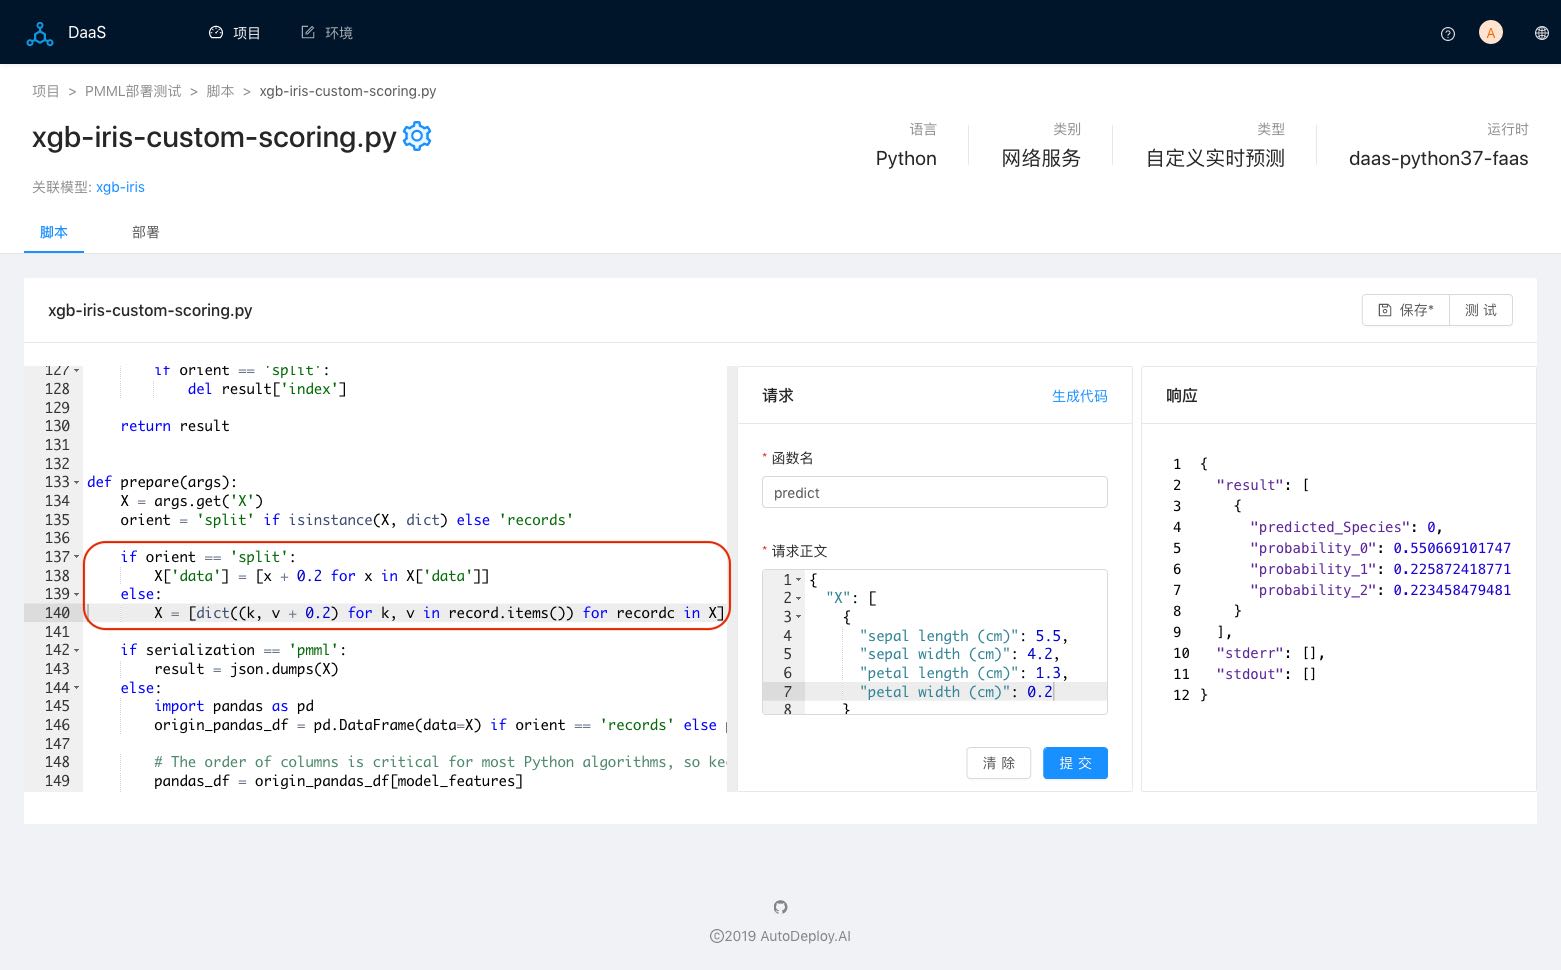 DaaS 项目 环境 A
项目 > PMML部署测试 > 脚本 > xgb-iris-custom-scoring.py
xgb-iris-custom-scoring.py
语言 类别 类型 运行时
Python 网络服务 自定义实时预测 daas-python37-faas
关联模型: xgb-iris
脚本 部署
xgb-iris-custom-scoring.py
保存* 测 试
127 if orient == 'split':
128 del result['index']
129
130 return result
131
132
133 def prepare(args):
134 X = args.get('X')
135 orient = 'split' if isinstance(X, dict) else 'records'
136
137 if orient == 'split':
138 X['data'] = [x + 0.2 for x in X['data']]
139 else:
140 X = [dict((k, v + 0.2) for k, v in record.items()) for recordc in X]
141
142 if serialization == 'pmml':
143 result = json.dumps(X)
144 else:
145 import pandas as pd
146 origin_pandas_df = pd.DataFrame(data=X) if orient == 'records' else
147
148 # The order of columns is critical for most Python algorithms, so
149 pandas_df = origin_pandas_df[model_features]
请求 生成代码
* 函数名
predict
* 请求正文
1 {
2 "X": [
3 {
4 "sepal length (cm)": 5.5,
5 "sepal width (cm)": 4.2,
6 "petal length (cm)": 1.3,
7 "petal width (cm)": 0.2
8 }
清 除 提 交
响应
1 {
2 "result": [
3 {
4 "predicted_Species": 0,
5 "probability_0": 0.550669101747
6 "probability_1": 0.225872418771
7 "probability_2": 0.223458479481
8 }
9 ],
10 "stderr": [],
11 "stdout": []
12 }
©2019 AutoDeploy.AI